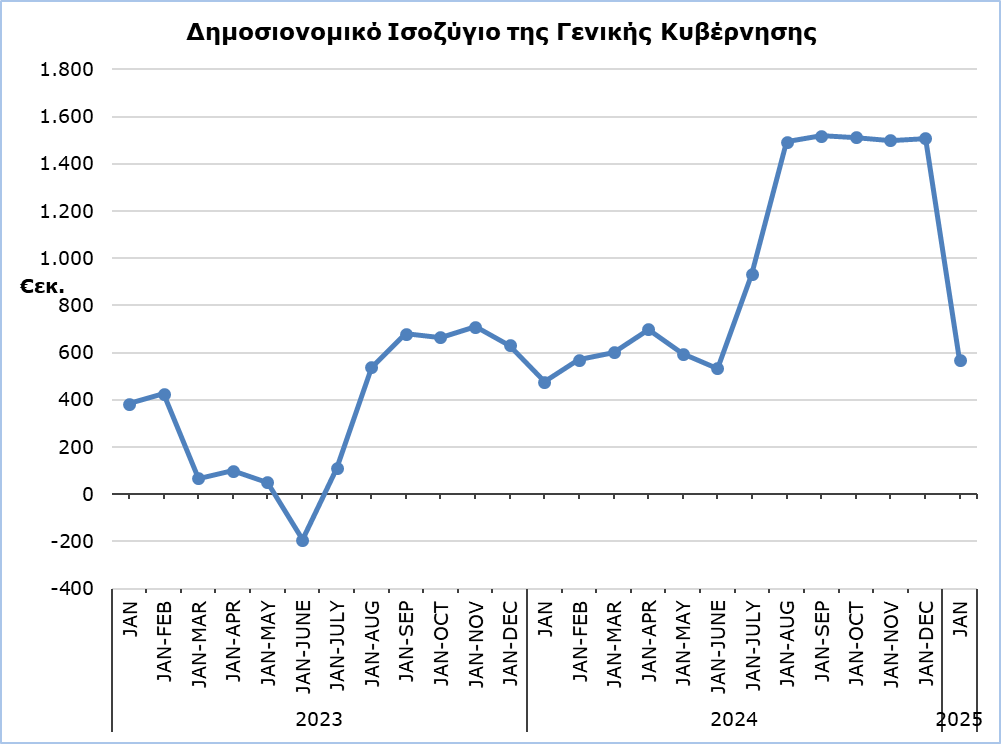 Δημοσιονομικό Ισοζύγιο της Γενικής Κυβέρνησης
1.800
1.600
1.400
1.200
1.000
€εκ.
800
600
400
200
0
-200
-400
JAN
JAN-FEB
JAN-MAR
JAN-APR
JAN-MAY
JAN-JUNE
JAN-JULY
JAN-AUG
JAN-SEP
JAN-OCT
JAN-NOV
JAN-DEC
JAN
JAN-FEB
JAN-MAR
JAN-APR
JAN-MAY
JAN-JUNE
JAN-JULY
JAN-AUG
JAN-SEP
JAN-OCT
JAN-NOV
JAN-DEC
JAN
2023
2024
2025